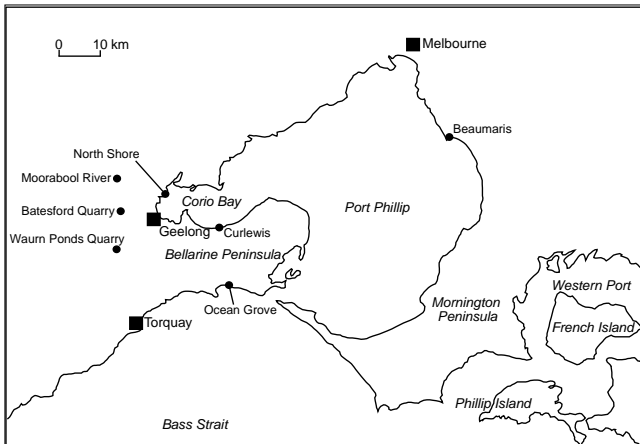 Melbourne
0 10 km
Beaumaris
North Shore
Moorabool River
Corio Bay
Batesford Quarry
Port Phillip
Geelong
Curlewis
Waurn Ponds Quarry
Bellarine Peninsula
Western Port
Mornington
Peninsula
Ocean Grove
Torquay
French Island
Phillip Island
Bass Strait